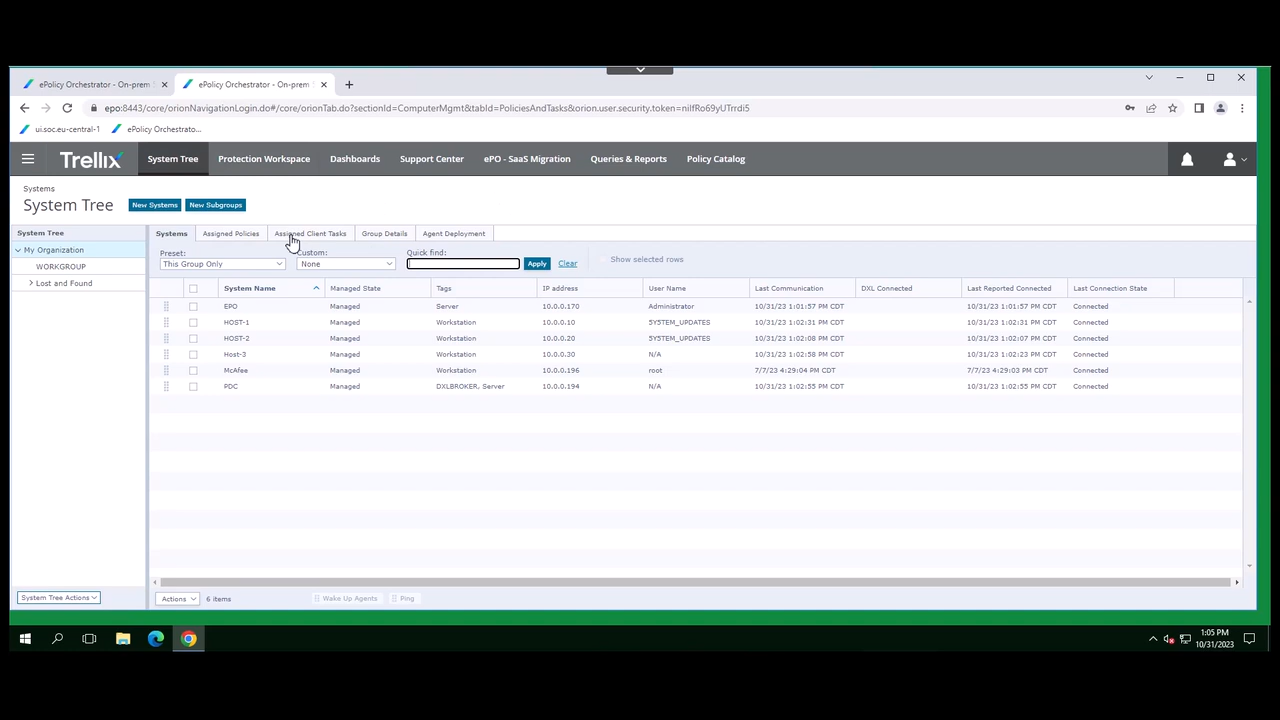 ePolicy Orchestrator - On-prem
ePolicy Orchestrator - On-prem
epo:8443/core/orionNavigationLogin.do#/core/orionTab.do?sectionId=ComputerMgmt&tabId=PoliciesAndTasks&orion.user.security.token=nilfRo69yUTrrdi5
ui.soc.eu-central-1 ePolicy Orchestrato...
Trellix System Tree Protection Workspace Dashboards Support Center ePO - SaaS Migration Queries & Reports Policy Catalog
Systems
System Tree New Systems New Subgroups
System Tree
My Organization
WORKGROUP
Lost and Found
Systems Assigned Policies Assigned Client Tasks Group Details Agent Deployment
Preset: Custom: Quick find:
This Group Only None Apply Clear Show selected rows
System Name Managed State Tags IP address User Name Last Communication DXL Connected Last Reported Connected Last Connection State
EPO Managed Server 10.0.0.170 Administrator 10/31/23 1:01:57 PM CDT 10/31/23 1:01:57 PM CDT Connected
HOST-1 Managed Workstation 10.0.0.10 SYSTEM_UPDATES 10/31/23 1:02:31 PM CDT 10/31/23 1:02:31 PM CDT Connected
HOST-2 Managed Workstation 10.0.0.20 SYSTEM_UPDATES 10/31/23 1:02:08 PM CDT 10/31/23 1:02:07 PM CDT Connected
Host-3 Managed Workstation 10.0.0.30 N/A 10/31/23 1:02:58 PM CDT 10/31/23 1:02:23 PM CDT Connected
McAfee Managed Workstation 10.0.0.196 root 7/7/23 4:29:04 PM CDT 7/7/23 4:29:03 PM CDT Connected
PDC Managed DXLBROKER, Server 10.0.0.194 N/A 10/31/23 1:02:55 PM CDT 10/31/23 1:02:55 PM CDT Connected
System Tree Actions Actions 6 items Wake Up Agents Ping
1:05 PM
10/31/2023